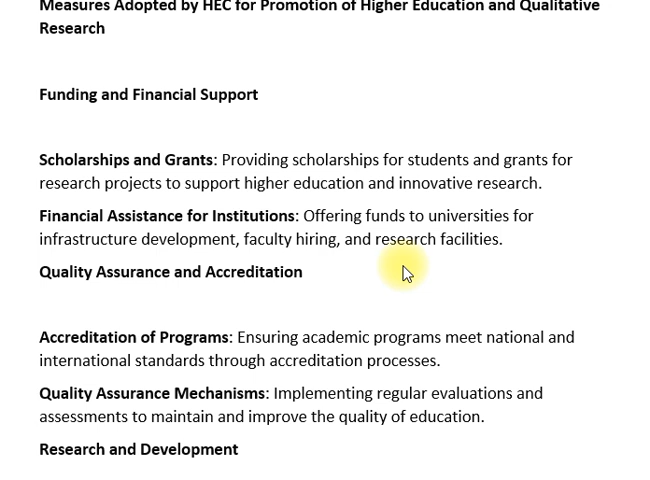 Measures Adopted by HEC for Promotion of Higher Education and Qualitative
Research
Funding and Financial Support
Scholarships and Grants: Providing scholarships for students and grants for
research projects to support higher education and innovative research.
Financial Assistance for Institutions: Offering funds to universities for
infrastructure development, faculty hiring, and research facilities.
Quality Assurance and Accreditation
Accreditation of Programs: Ensuring academic programs meet national and
international standards through accreditation processes.
Quality Assurance Mechanisms: Implementing regular evaluations and
assessments to maintain and improve the quality of education.
Research and Development